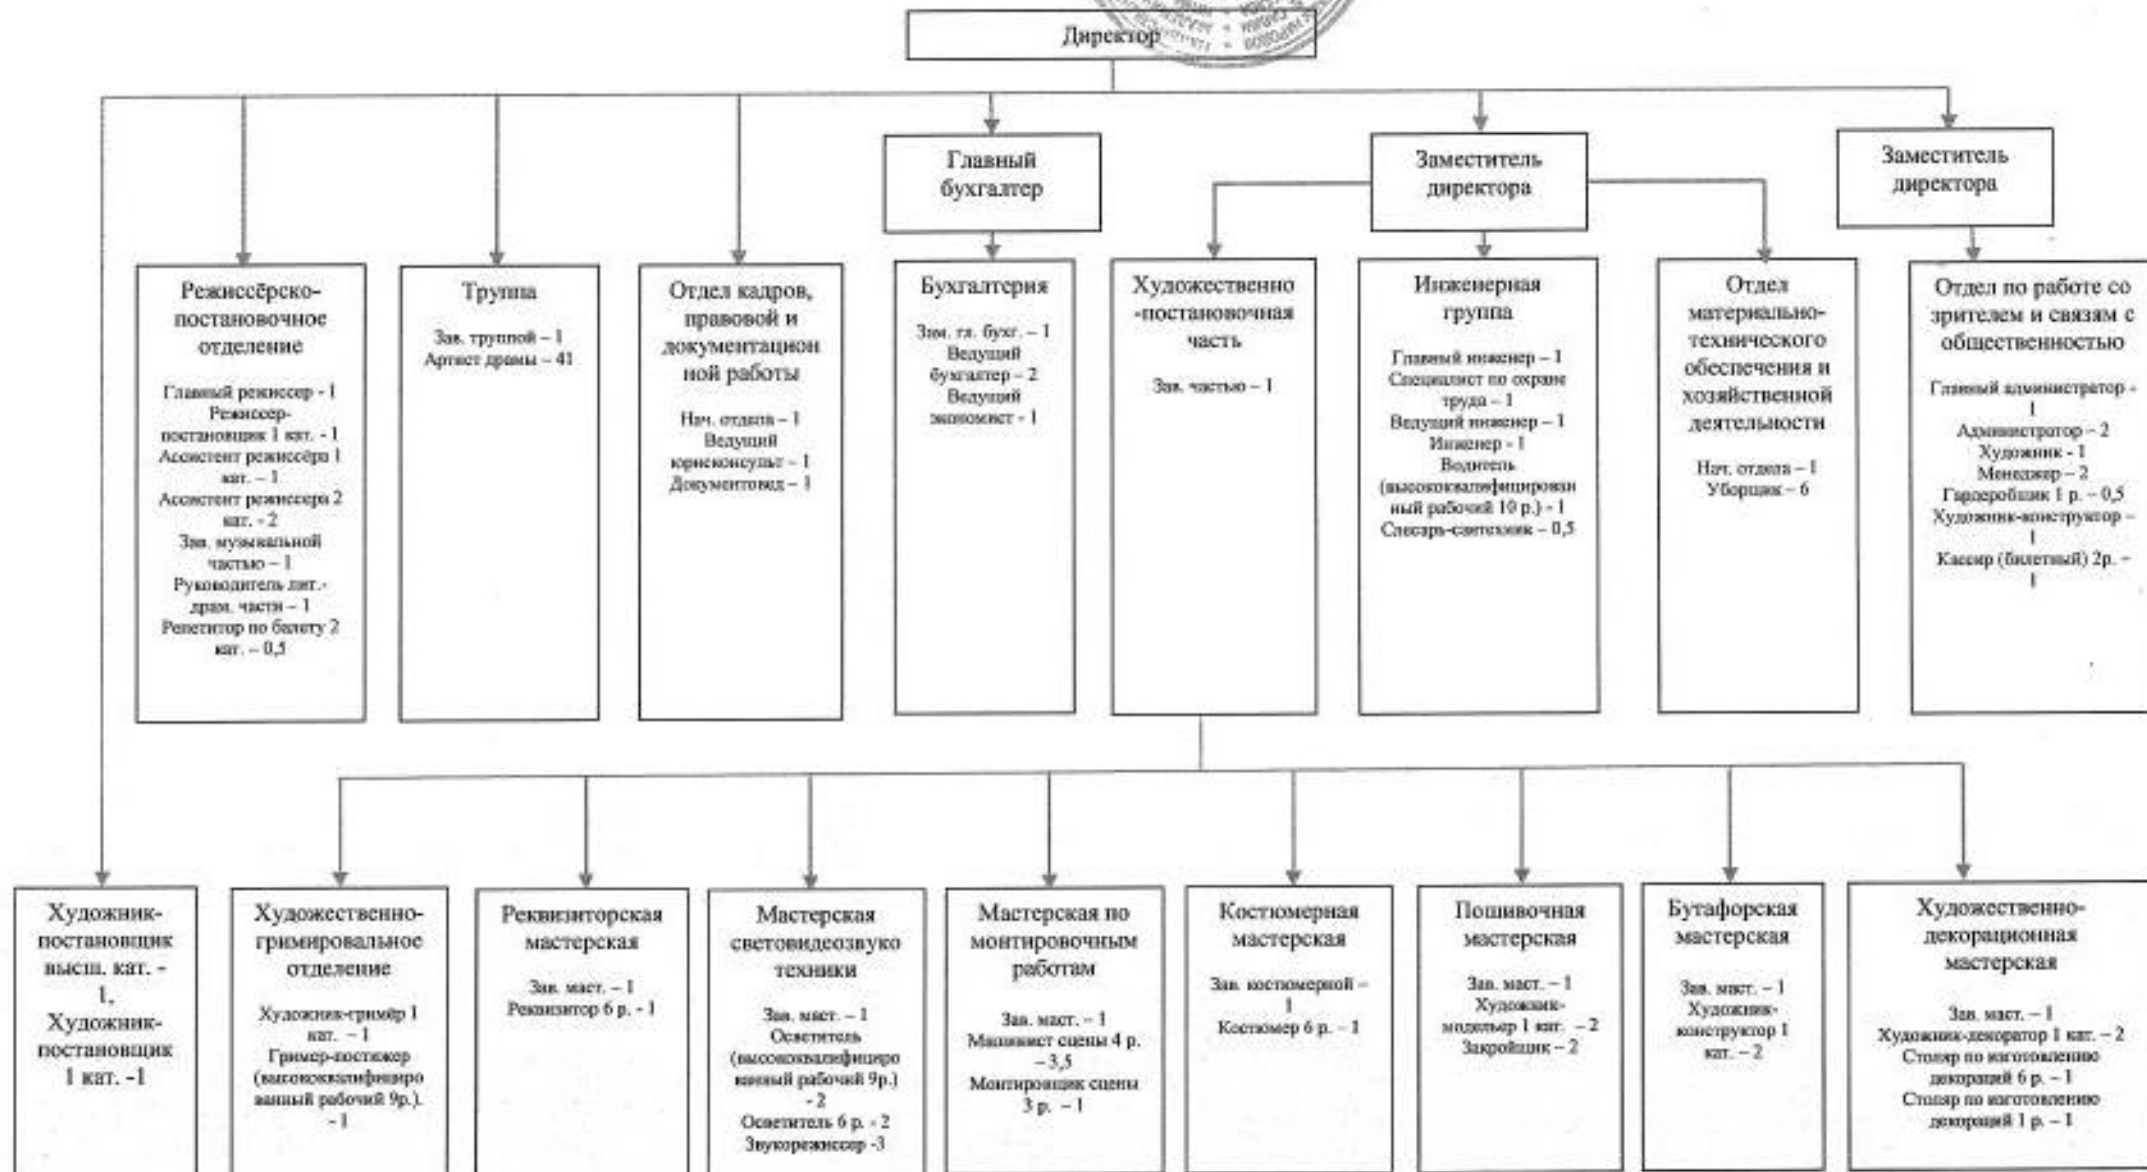 Директор
Главный
бухгалтер
Заместитель
директора
Заместитель
директора
Режиссёрско-
постановочное
отделение
Главный режиссер - 1
Режиссер-
постановщик 1 кат. - 1
Ассистент режиссёра 1
кат. – 1
Ассистент режиссера 2
кат. - 2
Зав. музыкальной
частью – 1
Руководитель лит.-
драм. части – 1
Репетитор по балету 2
кат. – 0,5
Труппа
Зав. труппой – 1
Артист драмы – 41
Отдел кадров,
правовой и
документацион
ной работы
Нач. отдела – 1
Ведущий
юрисконсульт – 1
Документовед – 1
Бухгалтерия
Зам. гл. бухг. – 1
Ведущий
бухгалтер – 2
Ведущий
экономист - 1
Художественно
-постановочная
часть
Зав. частью – 1
Инженерная
группа
Главный инженер – 1
Специалист по охране
труда – 1
Ведущий инженер – 1
Инженер - 1
Водитель
(высококвалифицирован
ный рабочий 10 р.) - 1
Слесарь-сантехник – 0,5
Отдел
материально-
технического
обеспечения и
хозяйственной
деятельности
Нач. отдела – 1
Уборщик – 6
Отдел по работе со
зрителем и связям с
общественностью
Главный администратор -
1
Администратор – 2
Художник - 1
Менеджер – 2
Гардеробщик 1 р. – 0,5
Художник-конструктор –
1
Кассир (билетный) 2р. –
1
Художник-
постановщик
высш. кат. -
1,
Художник-
постановщик
1 кат. -1
Художественно-
гримировальное
отделение
Художник-гримёр 1
кат. – 1
Гример-постижер
(высококвалифициро
ванный рабочий 9р.).
- 1
Реквизиторская
мастерская
Зав. маст. – 1
Реквизитор 6 р. - 1
Мастерская
световидеозвуко
техники
Зав. маст. – 1
Осветитель
(высококвалифициро
ванный рабочий 9р.)
- 2
Осветитель 6 р. - 2
Звукорежиссер -3
Мастерская по
монтировочным
работам
Зав. маст. – 1
Машинист сцены 4 р.
– 3,5
Монтировщик сцены
3 р. – 1
Костюмерная
мастерская
Зав. костюмерной –
1
Костюмер 6 р. – 1
Пошивочная
мастерская
Зав. маст. – 1
Художник-
модельер 1 кат. – 2
Закройщик – 2
Бутафорская
мастерская
Зав. маст. – 1
Художник-
конструктор 1
кат. – 2
Художественно-
декорационная
мастерская
Зав. маст. – 1
Художник-декоратор 1 кат. – 2
Столяр по изготовлению
декораций 6 р. – 1
Столяр по изготовлению
декораций 1 р. – 1